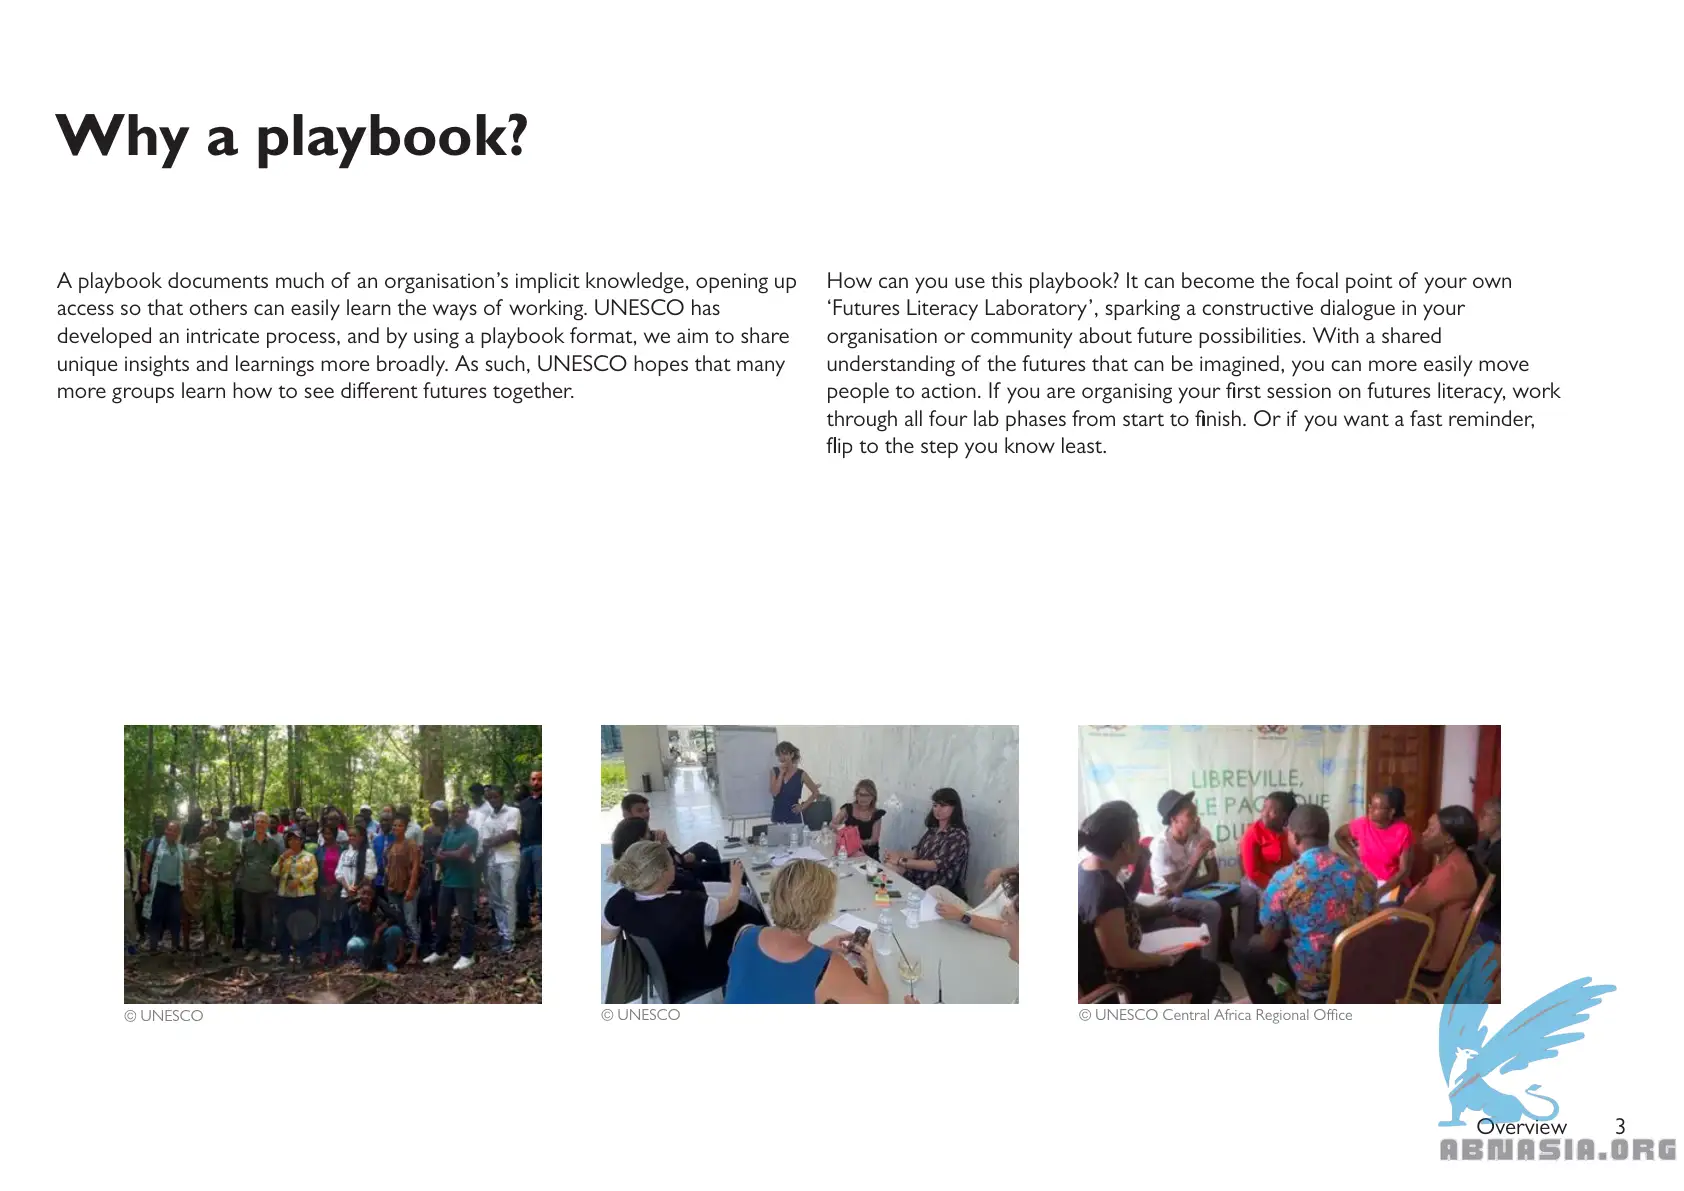 Why a playbook?
A playbook documents much of an organisation’s implicit knowledge, opening up
access so that others can easily learn the ways of working. UNESCO has
developed an intricate process, and by using a playbook format, we aim to share
unique insights and learnings more broadly. As such, UNESCO hopes that many
more groups learn how to see different futures together.
How can you use this playbook? It can become the focal point of your own
‘Futures Literacy Laboratory’, sparking a constructive dialogue in your
organisation or community about future possibilities. With a shared
understanding of the futures that can be imagined, you can more easily move
people to action. If you are organising your first session on futures literacy, work
through all four lab phases from start to finish. Or if you want a fast reminder,
flip to the step you know least.
LIBREVILLE,
© UNESCO
© UNESCO
© UNESCO Central Africa Regional Office
Overview 3
ABNASIA.ORG